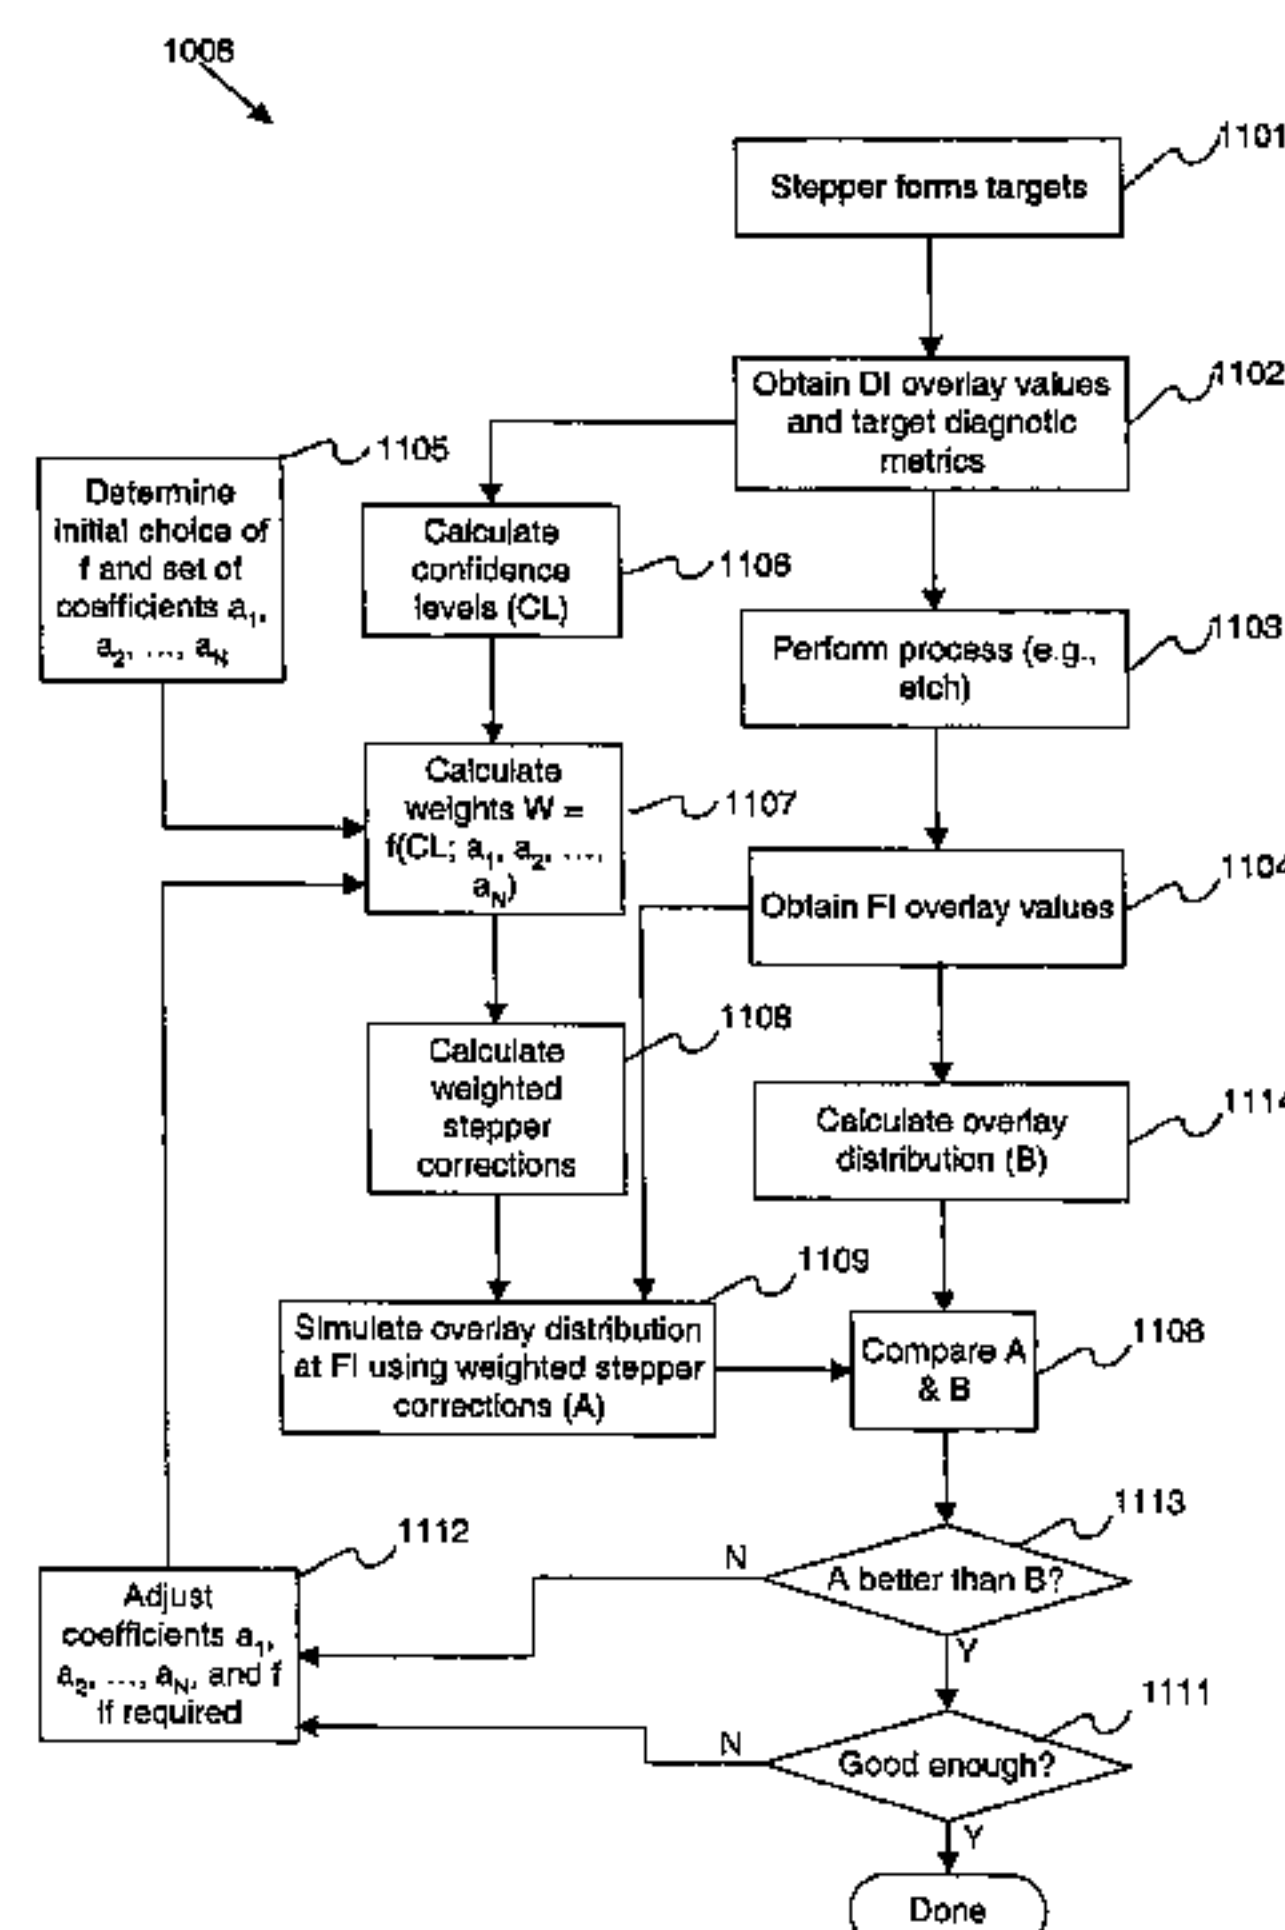 1008
1101
Stepper forms targets
1102
Obtain DI overlay values
and target diagnotic
metrics
1105
Determine
initial choice of
f and set of
coefficients a1,
a2, ..., aN
Calculate
confidence
levels (CL)
1106
1103
Perform process (e.g.,
etch)
Calculate
weights W =
f(CL; a1, a2, ...,
aN)
1107
1104
Obtain FI overlay values
1108
Calculate
weighted
stepper
corrections
1114
Calculate overlay
distribution (B)
1109
Simulate overlay distribution
at FI using weighted stepper
corrections (A)
1108
Compare A
& B
1113
A better than B?
N
Y
1112
Adjust
coefficients a1,
a2, ..., aN, and f
if required
1111
Good enough?
N
Y
Done